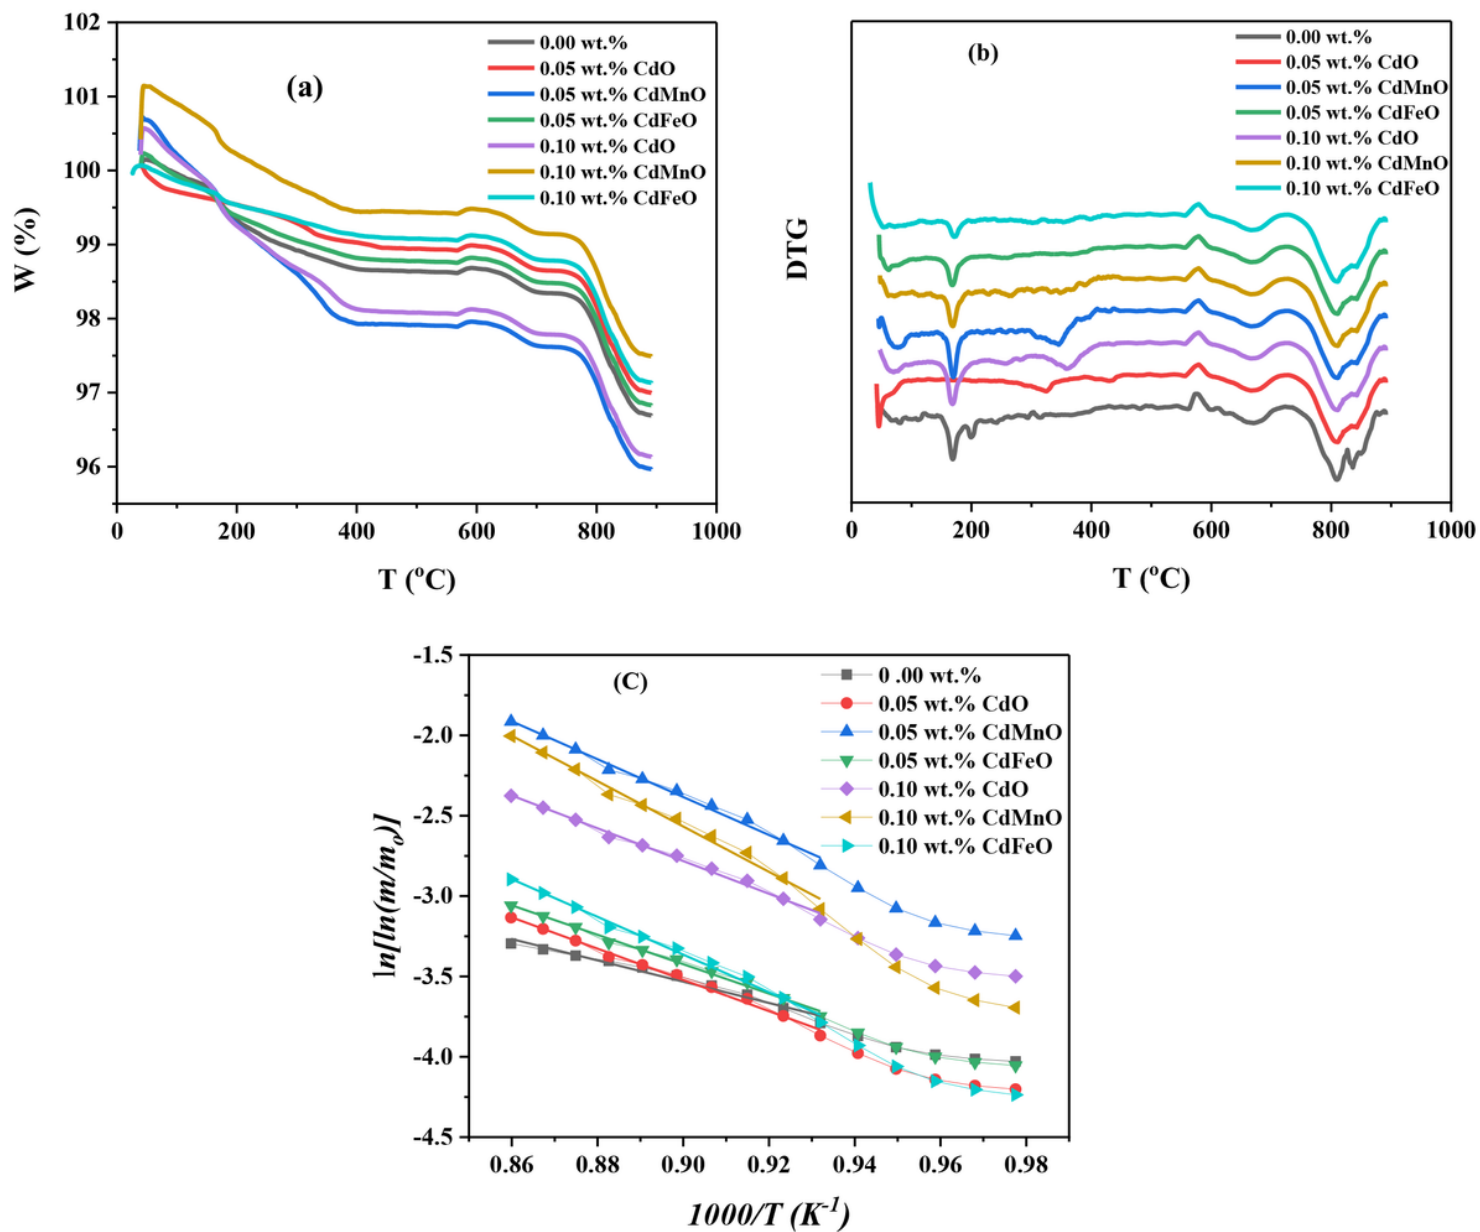 102
101
100
99
98
97
96
W (%)
(a)
0.00 wt.%
0.05 wt.% CdO
0.05 wt.% CdMnO
0.05 wt.% CdFeO
0.10 wt.% CdO
0.10 wt.% CdMnO
0.10 wt.% CdFeO
0 200 400 600 800 1000
T (°C)
DTG
(b)
0.00 wt.%
0.05 wt.% CdO
0.05 wt.% CdMnO
0.05 wt.% CdFeO
0.10 wt.% CdO
0.10 wt.% CdMnO
0.10 wt.% CdFeO
0 200 400 600 800 1000
T (°C)
-1.5
-2.0
-2.5
-3.0
-3.5
-4.0
-4.5
ln[ln(m/mₒ)]
(C)
0 .00 wt.%
0.05 wt.% CdO
0.05 wt.% CdMnO
0.05 wt.% CdFeO
0.10 wt.% CdO
0.10 wt.% CdMnO
0.10 wt.% CdFeO
0.86 0.88 0.90 0.92 0.94 0.96 0.98
1000/T (K⁻¹)